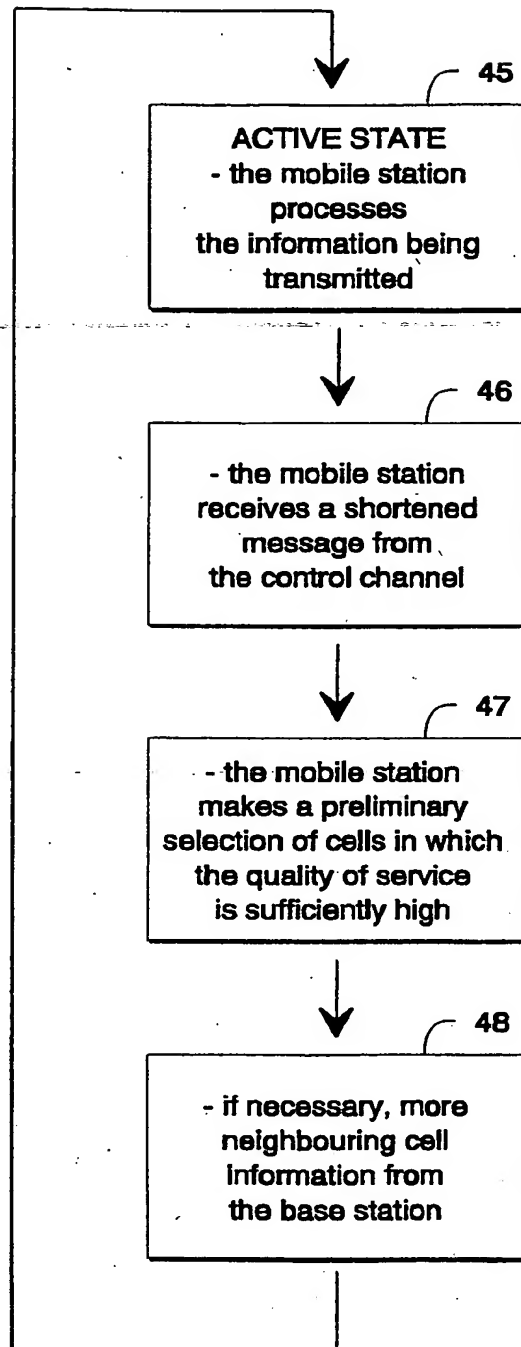 45
ACTIVE STATE
- the mobile station
processes
the information being
transmitted
46
- the mobile station
receives a shortened
message from
the control channel
47
- the mobile station
makes a preliminary
selection of cells in which
the quality of service
is sufficiently high
48
- if necessary, more
neighbouring cell
information from
the base station